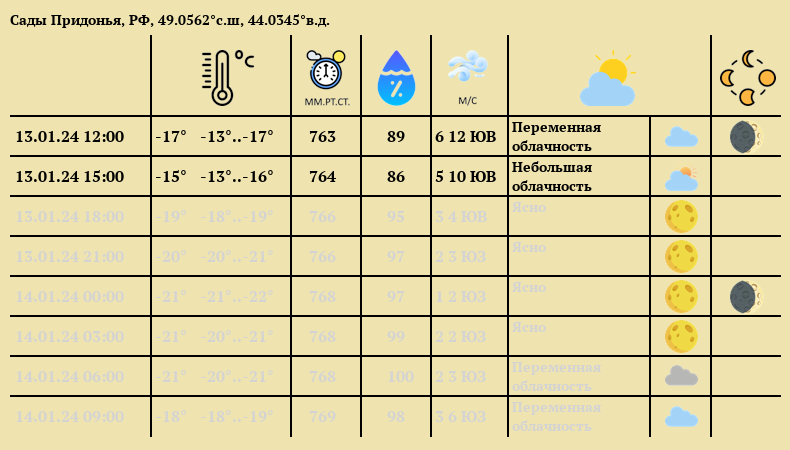 Сады Придонья, РФ, 49.0562°с.ш, 44.0345°в.д.
°C ММ.РТ.СТ. % М/С
13.01.24 12:00 -17° -13°..-17° 763 89 6 12 ЮВ Переменная облачность
13.01.24 15:00 -15° -13°..-16° 764 86 5 10 ЮВ Небольшая облачность
13.01.24 18:00 -19° -18°..-19° 766 95 3 4 ЮВ Ясно
13.01.24 21:00 -20° -20°..-21° 766 97 2 3 ЮЗ Ясно
14.01.24 00:00 -21° -21°..-22° 768 97 1 2 ЮЗ Ясно
14.01.24 03:00 -21° -20°..-21° 768 99 2 2 ЮЗ Ясно
14.01.24 06:00 -21° -20°..-21° 768 100 2 3 ЮЗ Переменная облачность
14.01.24 09:00 -18° -18°..-19° 769 98 3 6 ЮЗ Переменная облачность